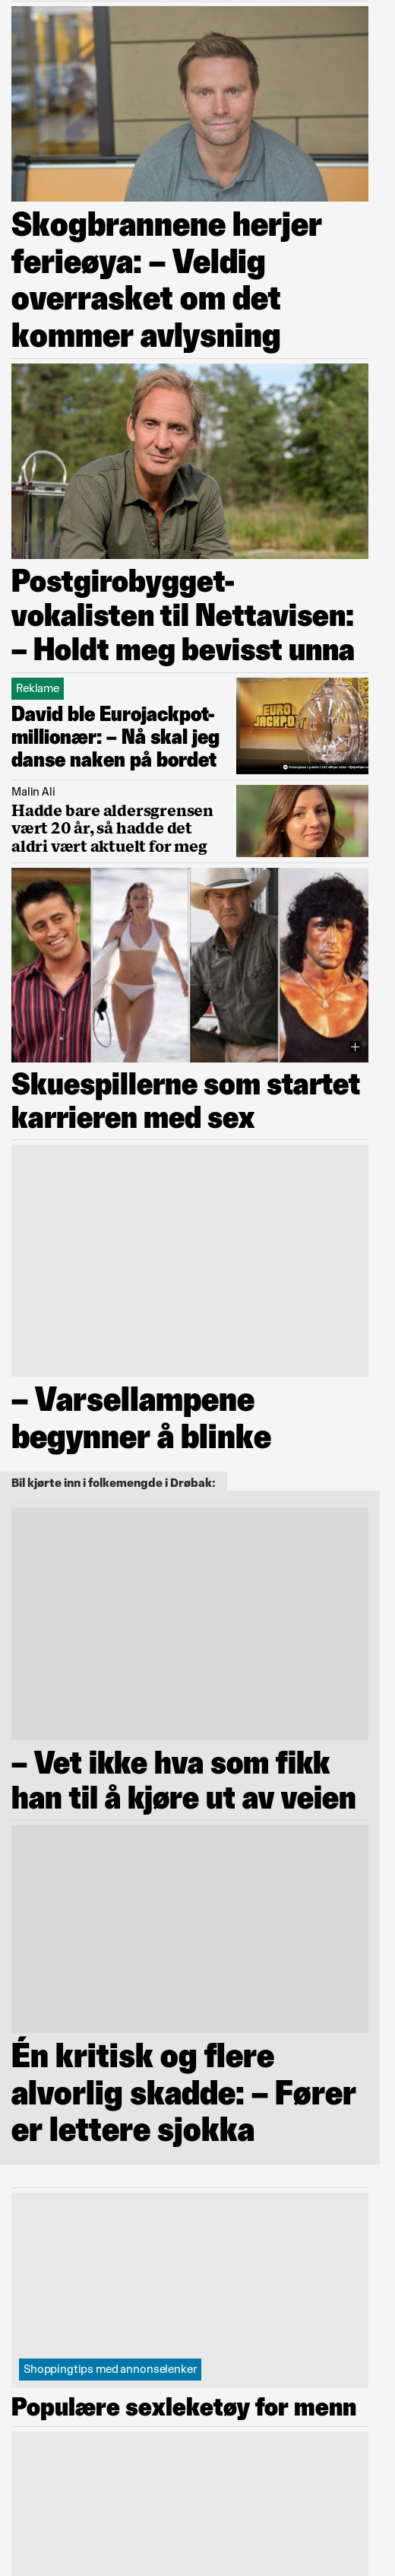 Skogbrannene herjer
ferieøya: – Veldig
overrasket om det
kommer avlysning
Postgirobygget-
vokalisten til Nettavisen:
– Holdt meg bevisst unna
Reklame
David ble Eurojackpot-
millionær: – Nå skal jeg
danse naken på bordet
EURO
JACKPOT
Malin Ali
Hadde bare aldersgrensen
vært 20 år, så hadde det
aldri vært aktuelt for meg
Skuespillerne som startet
karrieren med sex
– Varsellampene
begynner å blinke
Bil kjørte inn i folkemengde i Drøbak:
– Vet ikke hva som fikk
han til å kjøre ut av veien
Én kritisk og flere
alvorlig skadde: – Fører
er lettere sjokka
Shoppingtips med annonselenker
Populære sexleketøy for menn